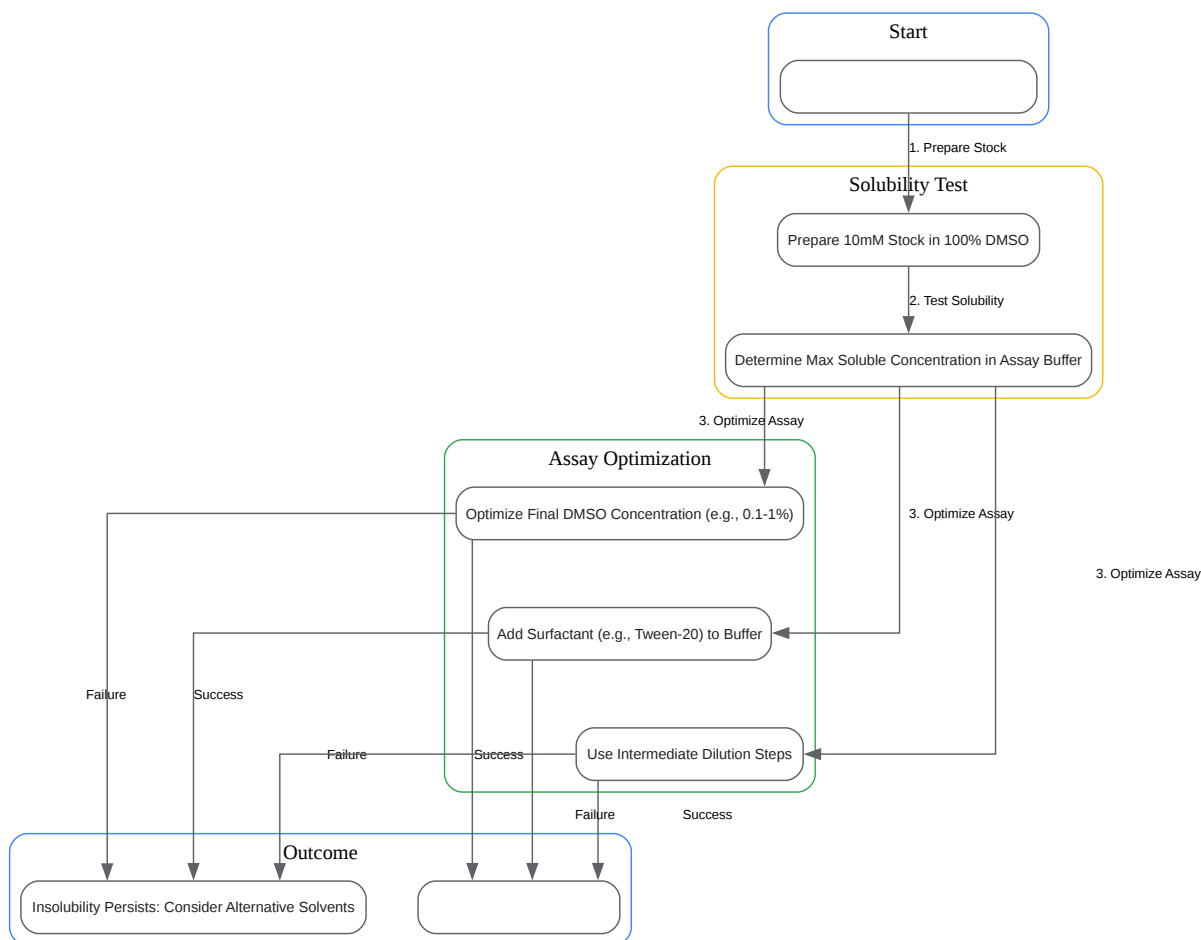 Start
1. Prepare Stock
Solubility Test
Prepare 10mM Stock in 100% DMSO
2. Test Solubility
Determine Max Soluble Concentration in Assay Buffer
3. Optimize Assay
Assay Optimization
Optimize Final DMSO Concentration (e.g., 0.1-1%)
3. Optimize Assay
3. Optimize Assay
Add Surfactant (e.g., Tween-20) to Buffer
Failure
Success
Failure
Success
Use Intermediate Dilution Steps
Failure
Success
Outcome
Insolubility Persists: Consider Alternative Solvents